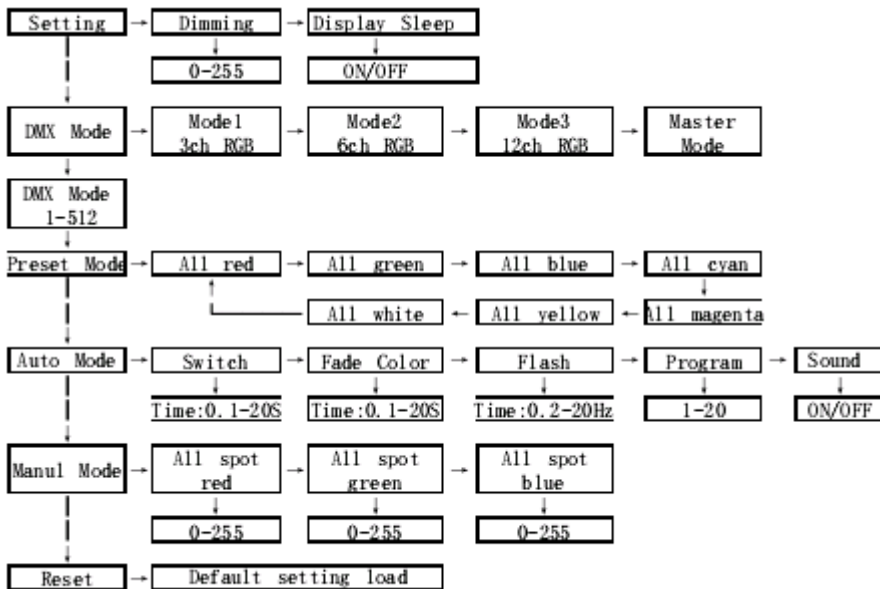 Setting Dimming Display Sleep
0-255 ON/OFF
DMX Mode Mode1 Mode2 Mode3 Master
3ch RGB 6ch RGB 12ch RGB Mode
DMX Mode
1-512
Preset Mode All red All green All blue All cyan
All white All yellow All magenta
Auto Mode Switch Fade Color Flash Program Sound
Time:0.1-20S Time:0.1-20S Time:0.2-20Hz 1-20 ON/OFF
Manul Mode All spot All spot All spot
red green blue
0-255 0-255 0-255
Reset Default setting load